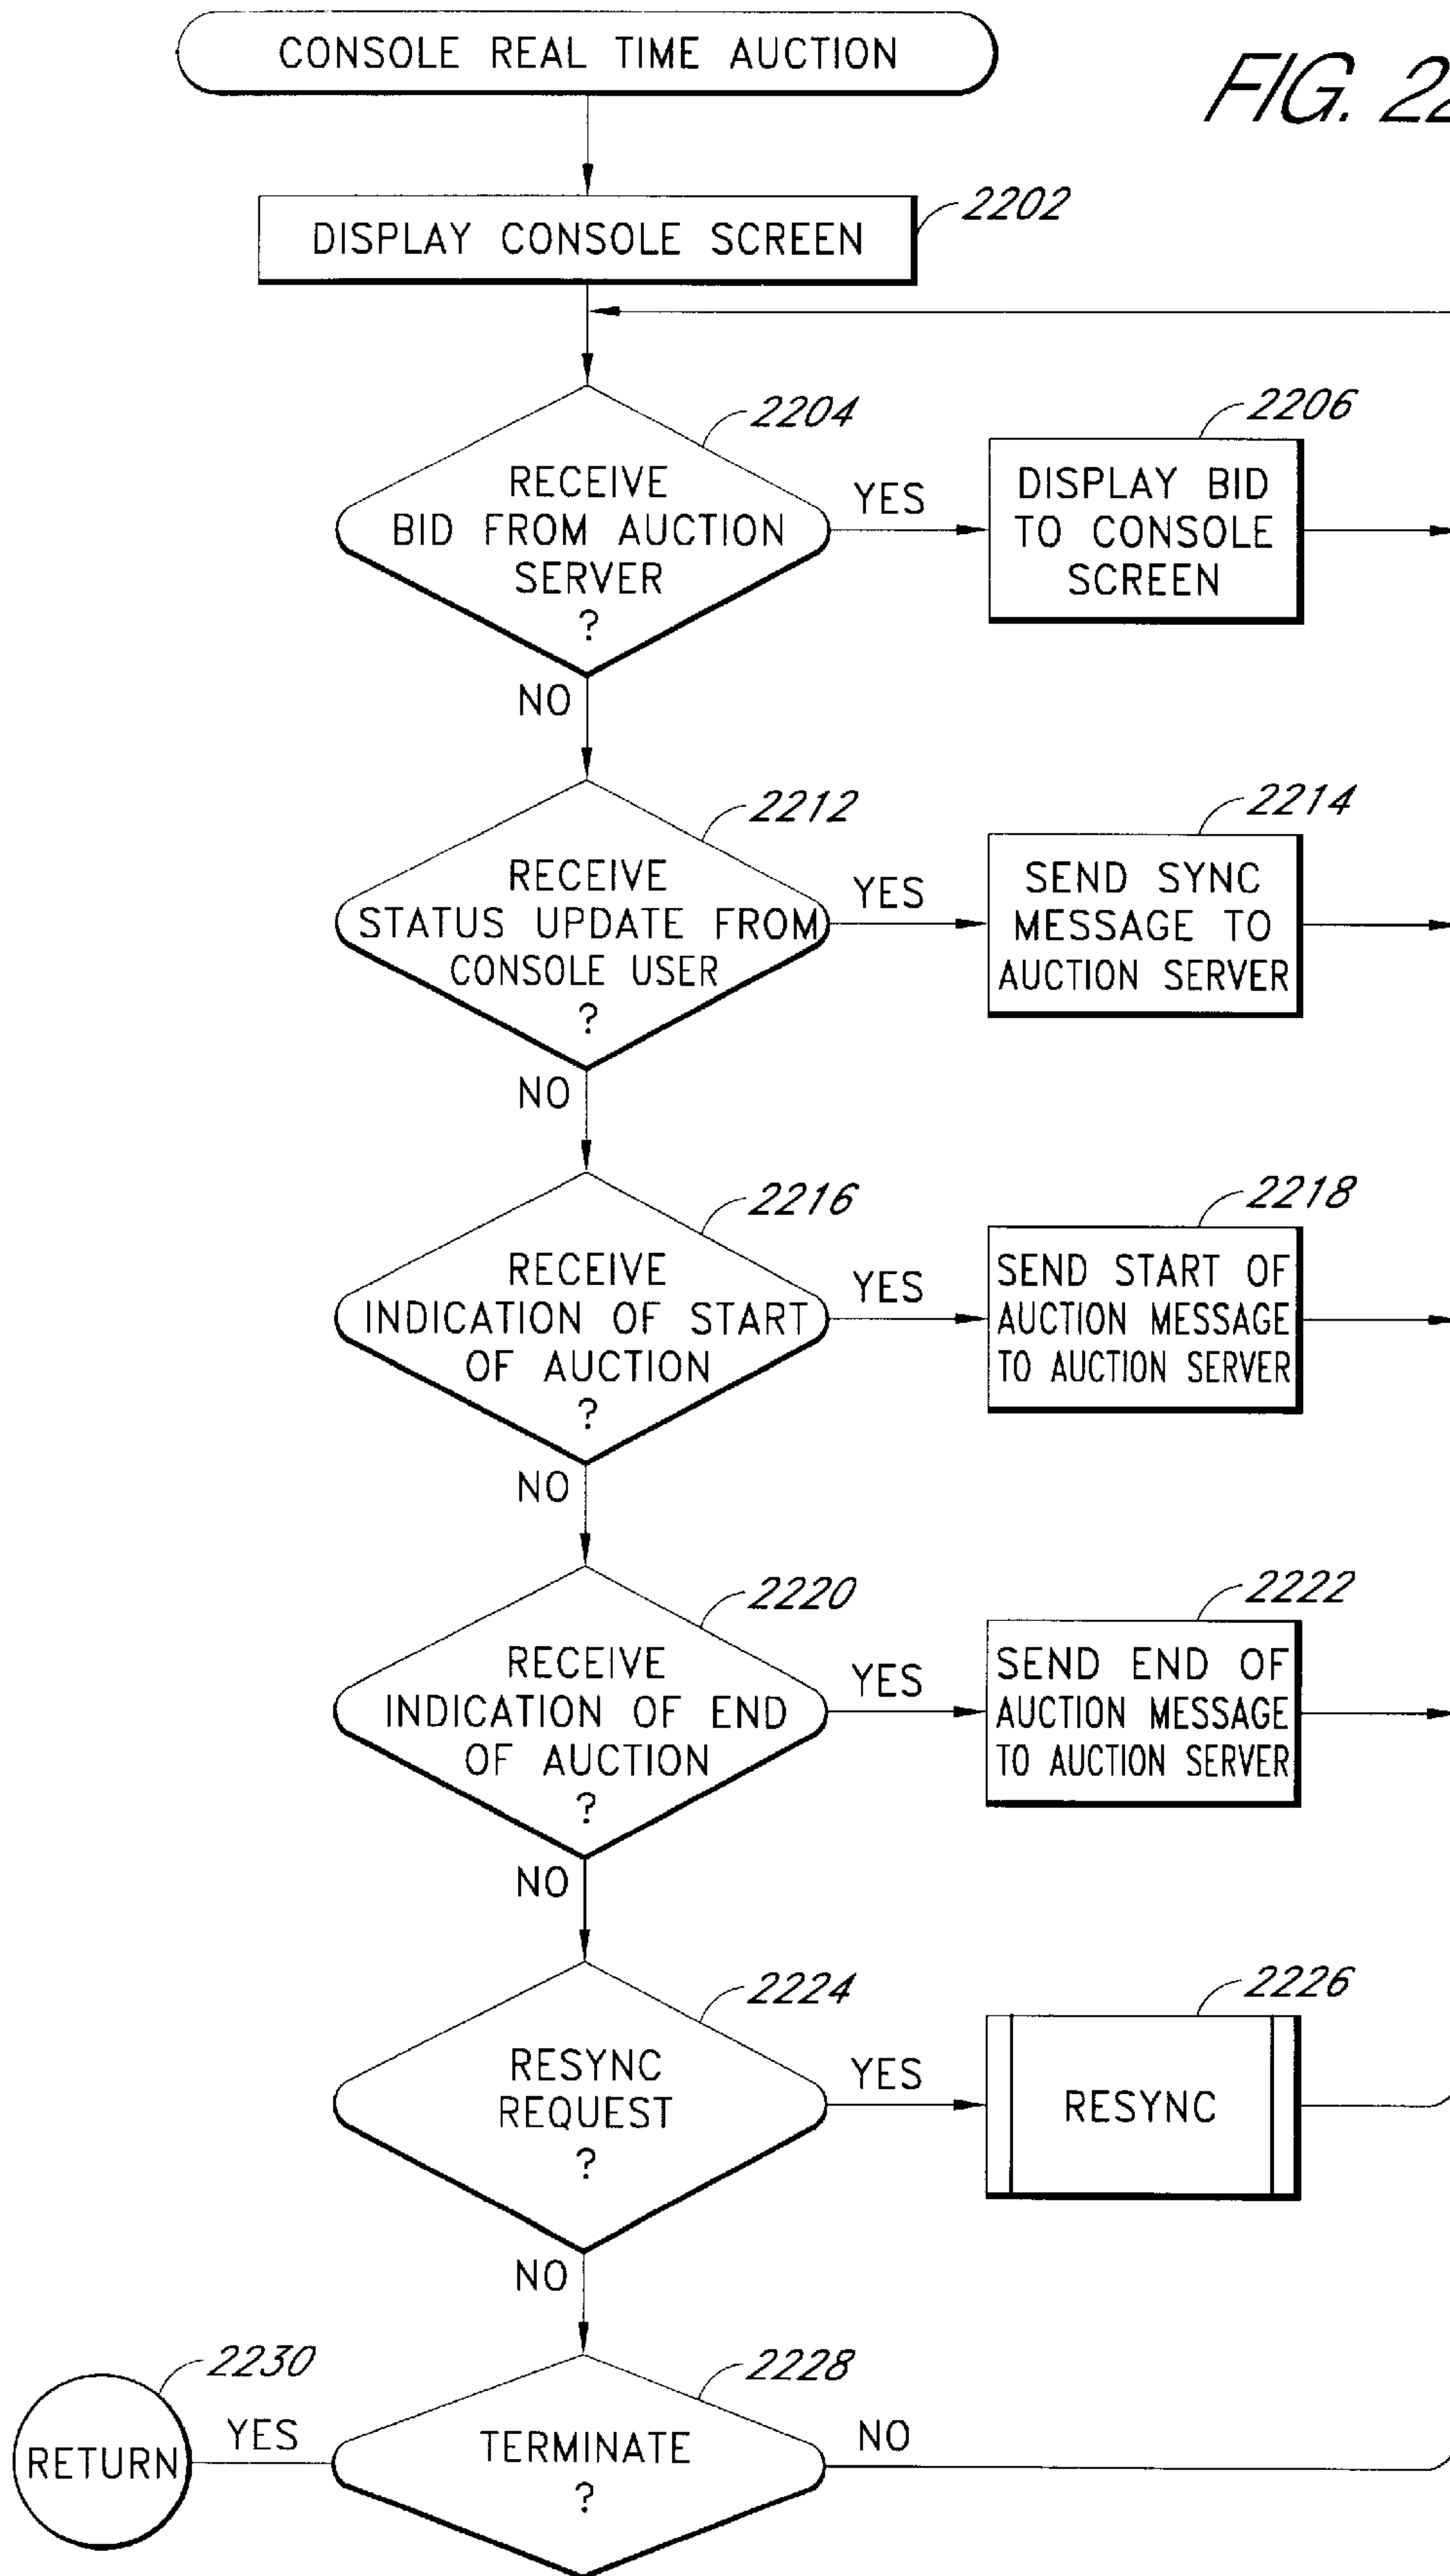 CONSOLE REAL TIME AUCTION
FIG. 22
DISPLAY CONSOLE SCREEN
2202
2204
RECEIVE
BID FROM AUCTION
SERVER
?
YES
2206
DISPLAY BID
TO CONSOLE
SCREEN
NO
2212
RECEIVE
STATUS UPDATE FROM
CONSOLE USER
?
YES
2214
SEND SYNC
MESSAGE TO
AUCTION SERVER
NO
2216
RECEIVE
INDICATION OF START
OF AUCTION
?
YES
2218
SEND START OF
AUCTION MESSAGE
TO AUCTION SERVER
NO
2220
RECEIVE
INDICATION OF END
OF AUCTION
?
YES
2222
SEND END OF
AUCTION MESSAGE
TO AUCTION SERVER
NO
2224
RESYNC
REQUEST
?
YES
2226
RESYNC
NO
2228
TERMINATE
?
NO
YES
2230
RETURN